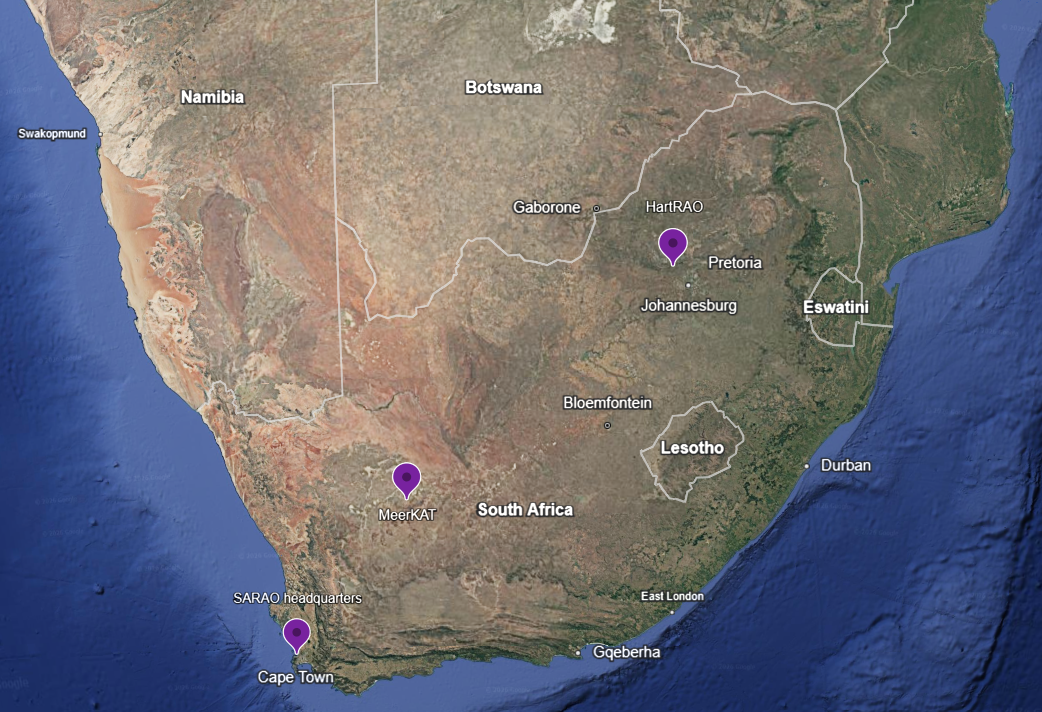 Botswana
Namibia
Swakopmund
Gaborone
HartRAO
Pretoria
Johannesburg
Eswatini
Bloemfontein
Lesotho
Durban
MeerKAT
South Africa
SARAO headquarters
East London
Gqeberha
Cape Town